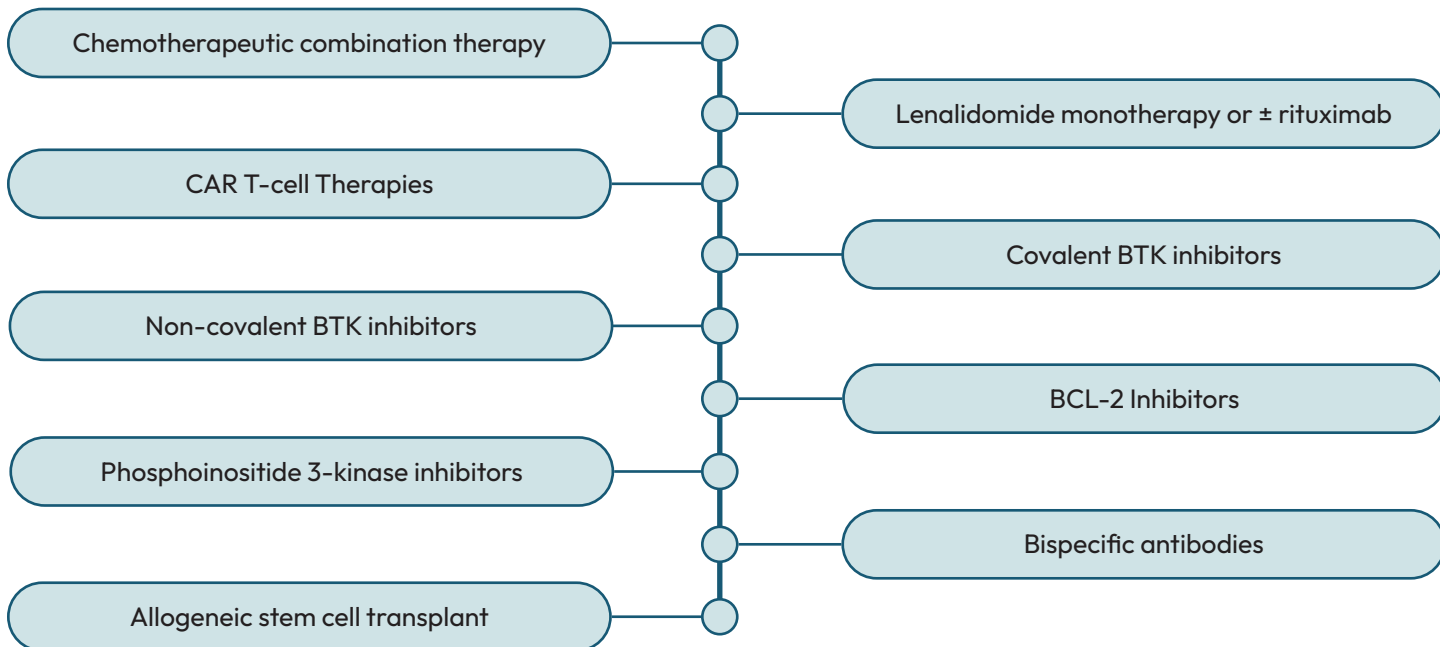 Chemotherapeutic combination therapy
Lenalidomide monotherapy or ± rituximab
CAR T-cell Therapies
Covalent BTK inhibitors
Non-covalent BTK inhibitors
BCL-2 Inhibitors
Phosphoinositide 3-kinase inhibitors
Bispecific antibodies
Allogeneic stem cell transplant